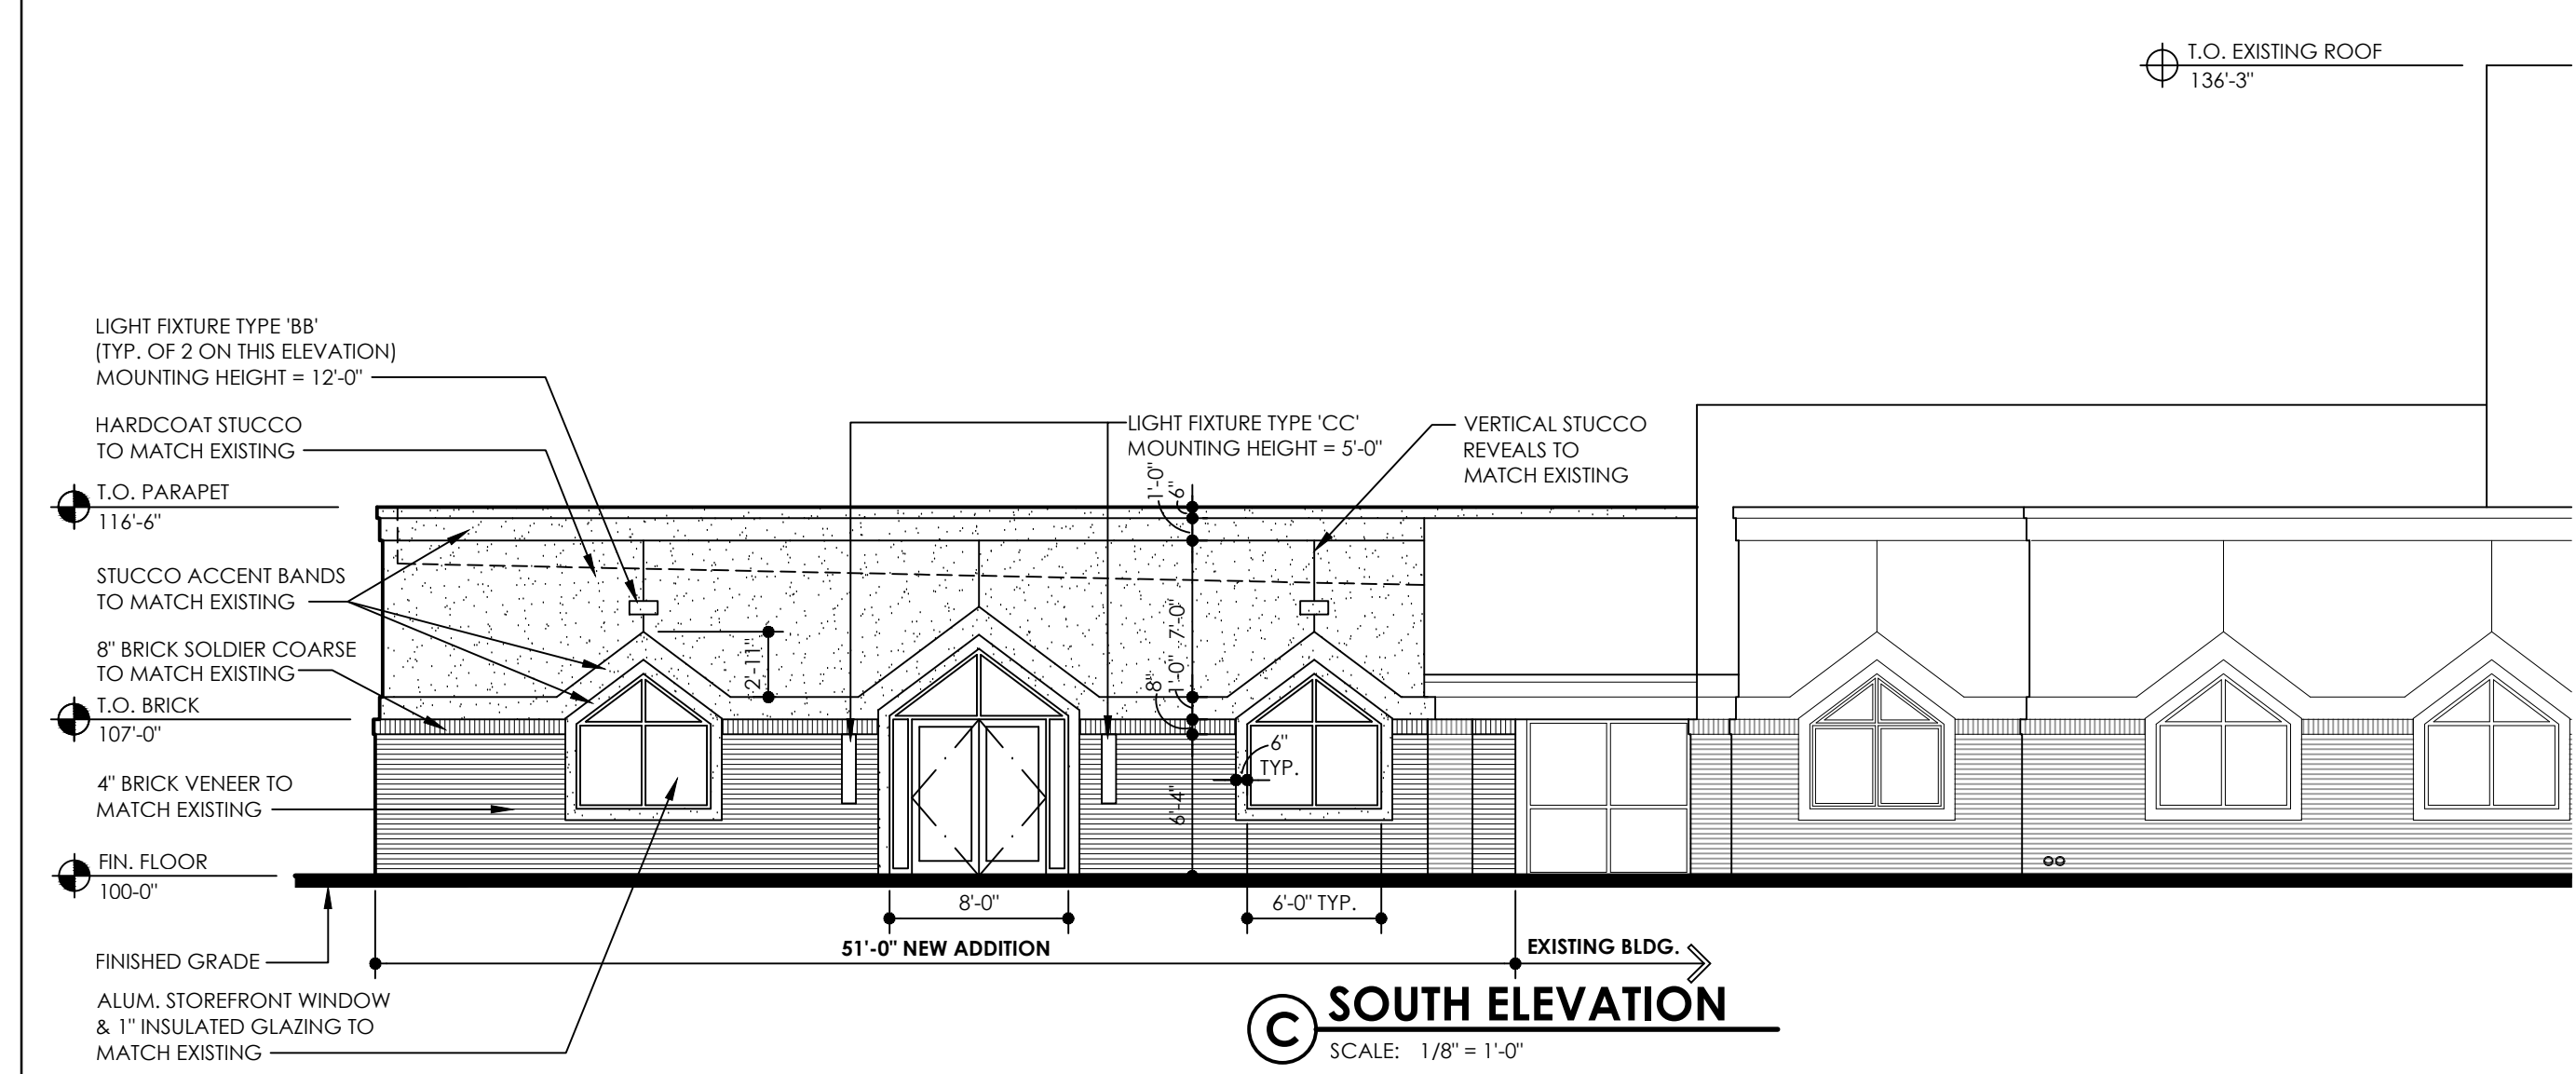 T.O. EXISTING ROOF
136'-3"
LIGHT FIXTURE TYPE 'BB'
(TYP. OF 2 ON THIS ELEVATION)
MOUNTING HEIGHT = 12'-0"
HARDCOAT STUCCO
TO MATCH EXISTING
T.O. PARAPET
116'-6"
STUCCO ACCENT BANDS
TO MATCH EXISTING
8" BRICK SOLDIER COARSE
TO MATCH EXISTING
T.O. BRICK
107'-0"
4" BRICK VENEER TO
MATCH EXISTING
FIN. FLOOR
100-0"
FINISHED GRADE
ALUM. STOREFRONT WINDOW
& 1" INSULATED GLAZING TO
MATCH EXISTING
LIGHT FIXTURE TYPE 'CC'
MOUNTING HEIGHT = 5'-0"
VERTICAL STUCCO
REVEALS TO
MATCH EXISTING
1'-0"
6"
7'-0"
2'-11"
1'-0"
8"
6"
TYP.
6'-4"
8'-0"
6'-0" TYP.
51'-0" NEW ADDITION
EXISTING BLDG.
C
SOUTH ELEVATION
SCALE: 1/8" = 1'-0"